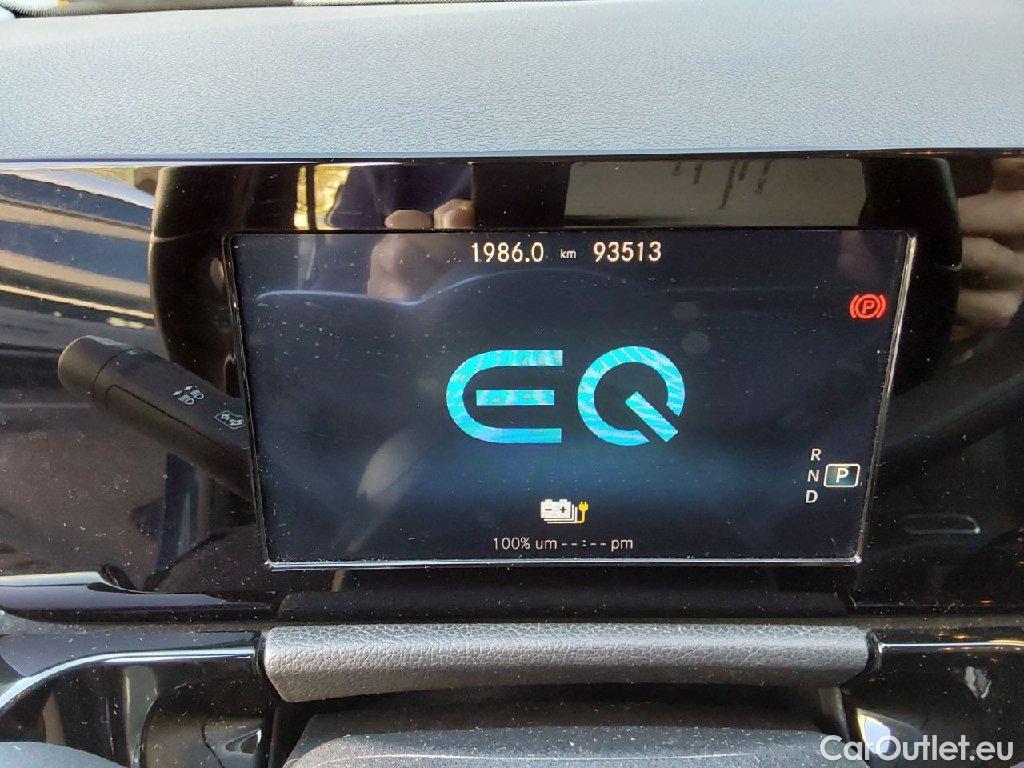 1986.0 km 93513
P
EQ
R
N P
D
100% um --:-- pm
CarOutlet.eu